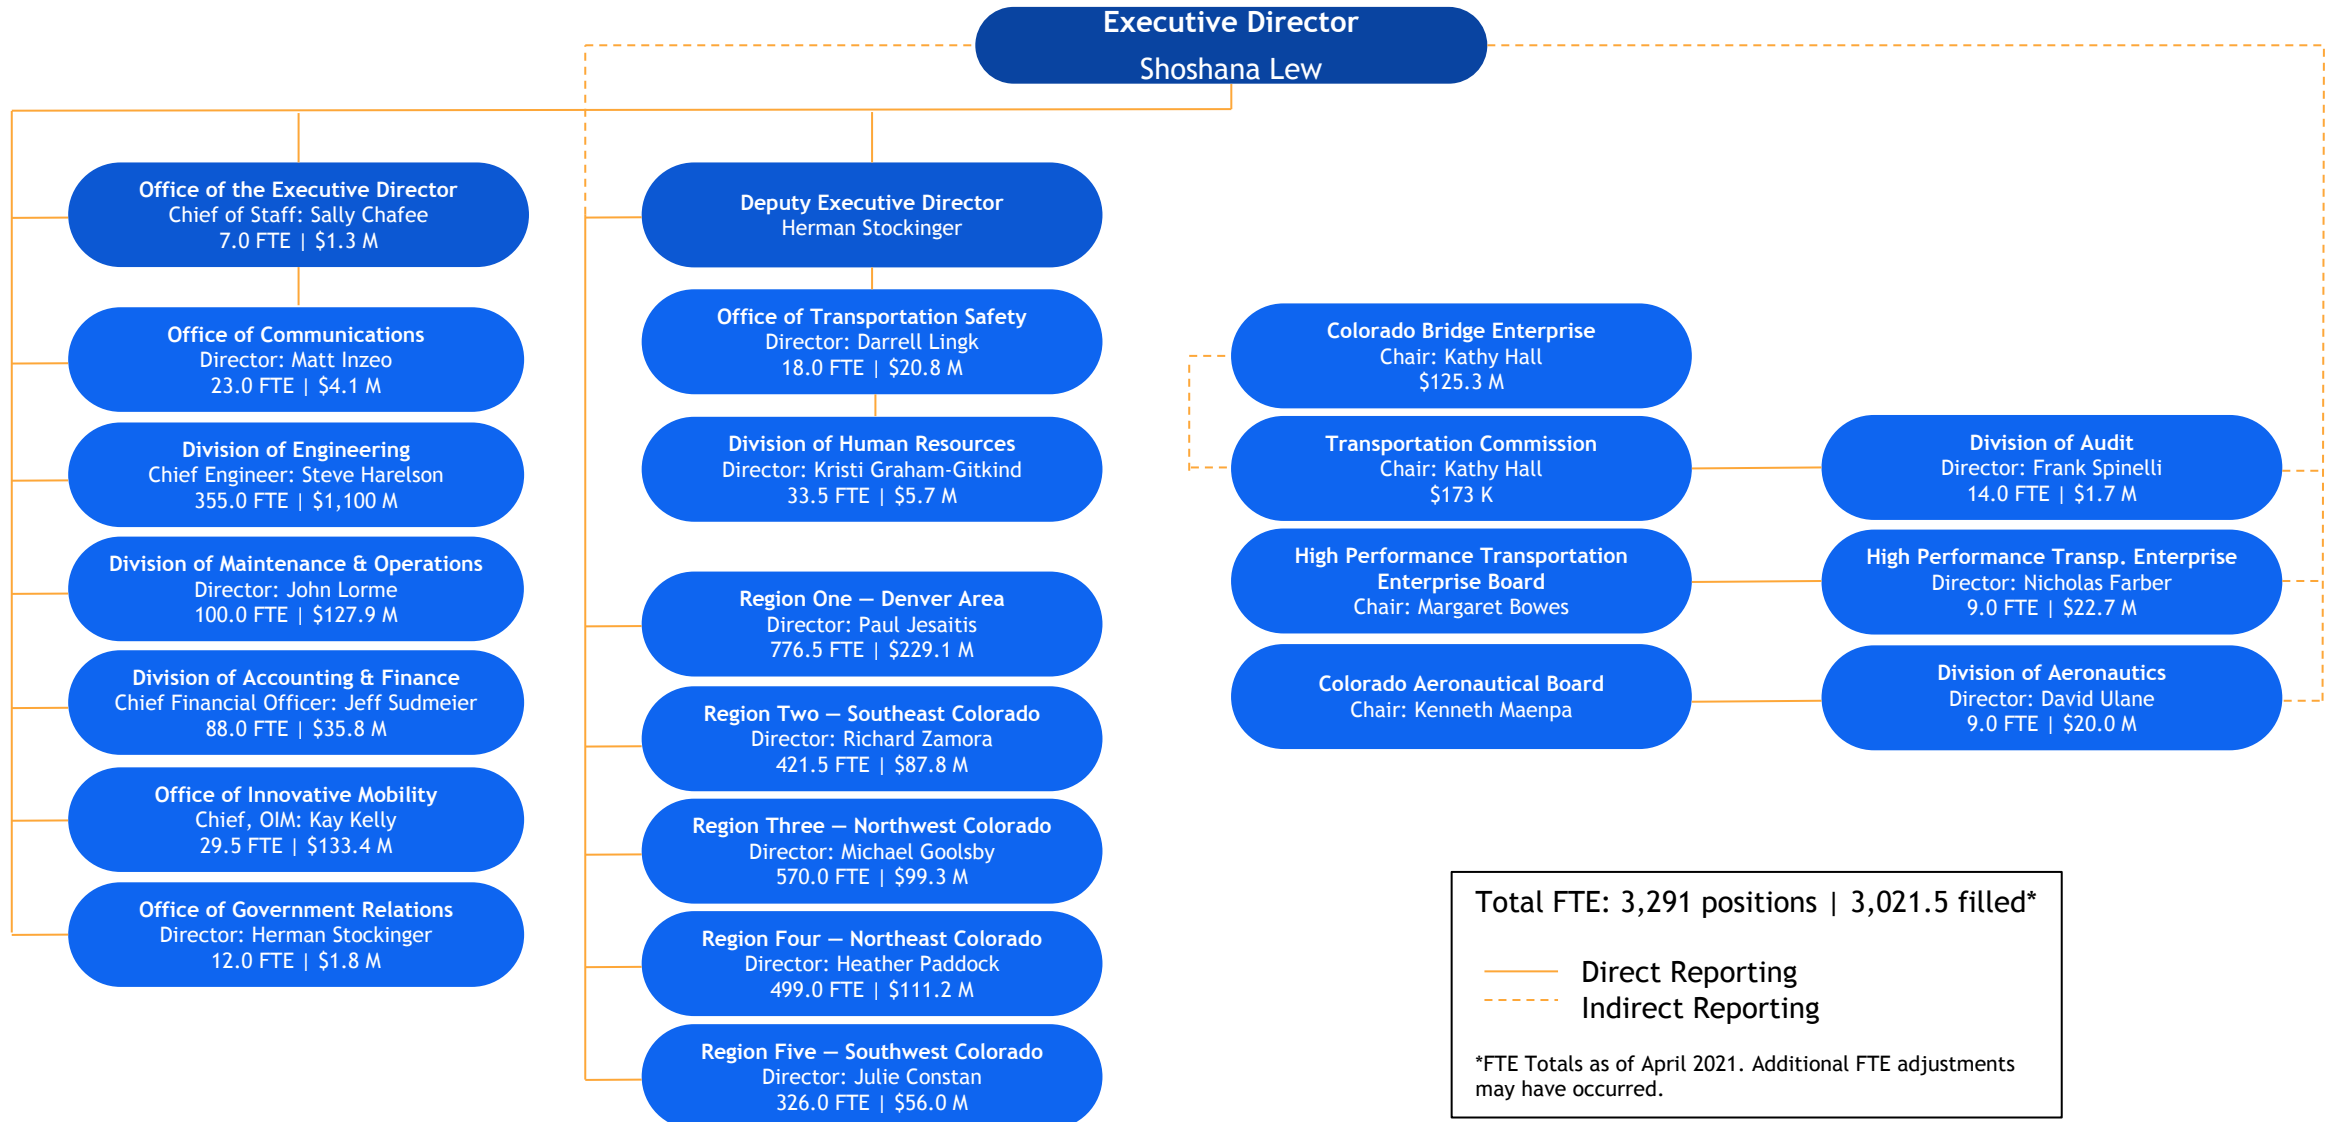 Executive Director
Shoshana Lew
Office of the Executive Director
Chief of Staff: Sally Chafee
7.0 FTE | $1.3 M
Office of Communications
Director: Matt Inzeo
23.0 FTE | $4.1 M
Division of Engineering
Chief Engineer: Steve Harelson
355.0 FTE | $1,100 M
Division of Maintenance & Operations
Director: John Lorme
100.0 FTE | $127.9 M
Division of Accounting & Finance
Chief Financial Officer: Jeff Sudmeier
88.0 FTE | $35.8 M
Office of Innovative Mobility
Chief, OIM: Kay Kelly
29.5 FTE | $133.4 M
Office of Government Relations
Director: Herman Stockinger
12.0 FTE | $1.8 M
Deputy Executive Director
Herman Stockinger
Office of Transportation Safety
Director: Darrell Lingk
18.0 FTE | $20.8 M
Division of Human Resources
Director: Kristi Graham-Gitkind
33.5 FTE | $5.7 M
Region One — Denver Area
Director: Paul Jesaitis
776.5 FTE | $229.1 M
Region Two — Southeast Colorado
Director: Richard Zamora
421.5 FTE | $87.8 M
Region Three — Northwest Colorado
Director: Michael Goolsby
570.0 FTE | $99.3 M
Region Four — Northeast Colorado
Director: Heather Paddock
499.0 FTE | $111.2 M
Region Five — Southwest Colorado
Director: Julie Constan
326.0 FTE | $56.0 M
Colorado Bridge Enterprise
Chair: Kathy Hall
$125.3 M
Transportation Commission
Chair: Kathy Hall
$173 K
High Performance Transportation
Enterprise Board
Chair: Margaret Bowes
Colorado Aeronautical Board
Chair: Kenneth Maenpa
Division of Audit
Director: Frank Spinelli
14.0 FTE | $1.7 M
High Performance Transp. Enterprise
Director: Nicholas Farber
9.0 FTE | $22.7 M
Division of Aeronautics
Director: David Ulane
9.0 FTE | $20.0 M
Total FTE: 3,291 positions | 3,021.5 filled*
Direct Reporting
Indirect Reporting
*FTE Totals as of April 2021. Additional FTE adjustments
may have occurred.